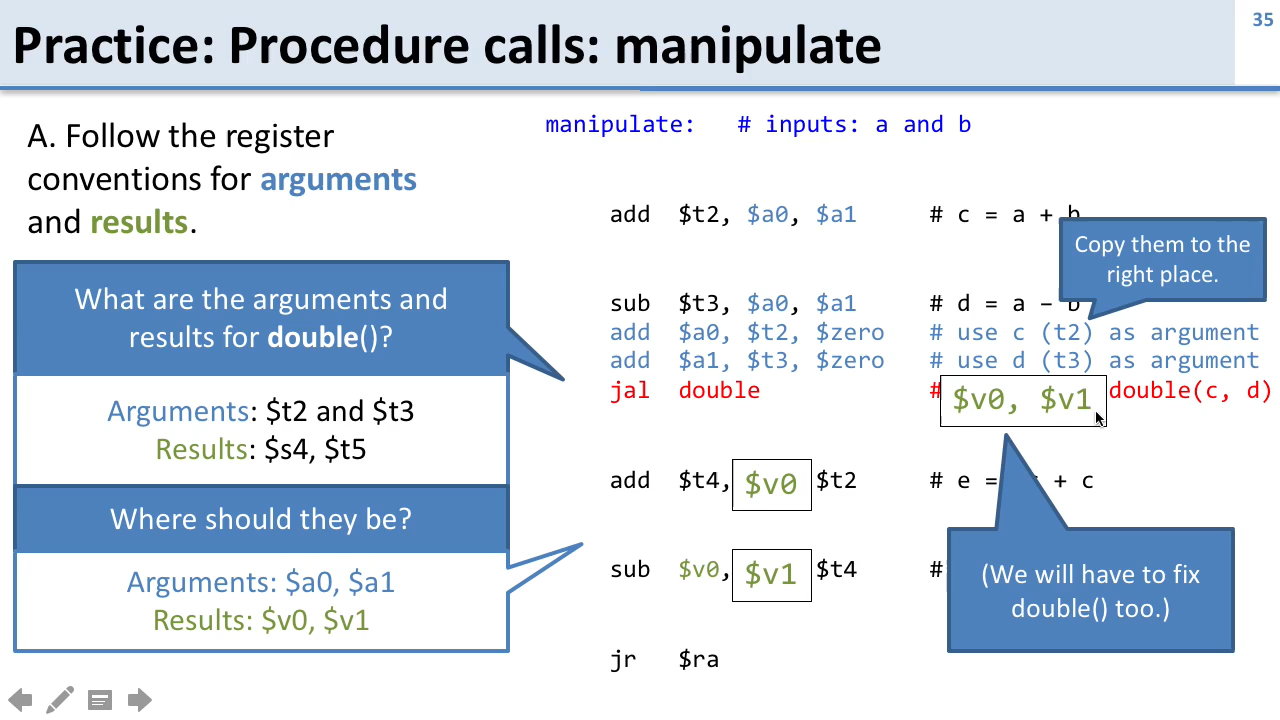 Practice: Procedure calls: manipulate
35
A. Follow the register
conventions for arguments
and results.
What are the arguments and
results for double()?
Arguments: $t2 and $t3
Results: $s4, $t5
Where should they be?
Arguments: $a0, $a1
Results: $v0, $v1
manipulate: # inputs: a and b
add $t2, $a0, $a1 # c = a + b
Copy them to the
right place.
sub $t3, $a0, $a1 # d = a – b
add $a0, $t2, $zero # use c (t2) as argument
add $a1, $t3, $zero # use d (t3) as argument
jal double # $v0, $v1 double(c, d)
add $t4, $v0 $t2 # e = + c
sub $v0, $v1 $t4 #
(We will have to fix
double() too.)
jr $ra